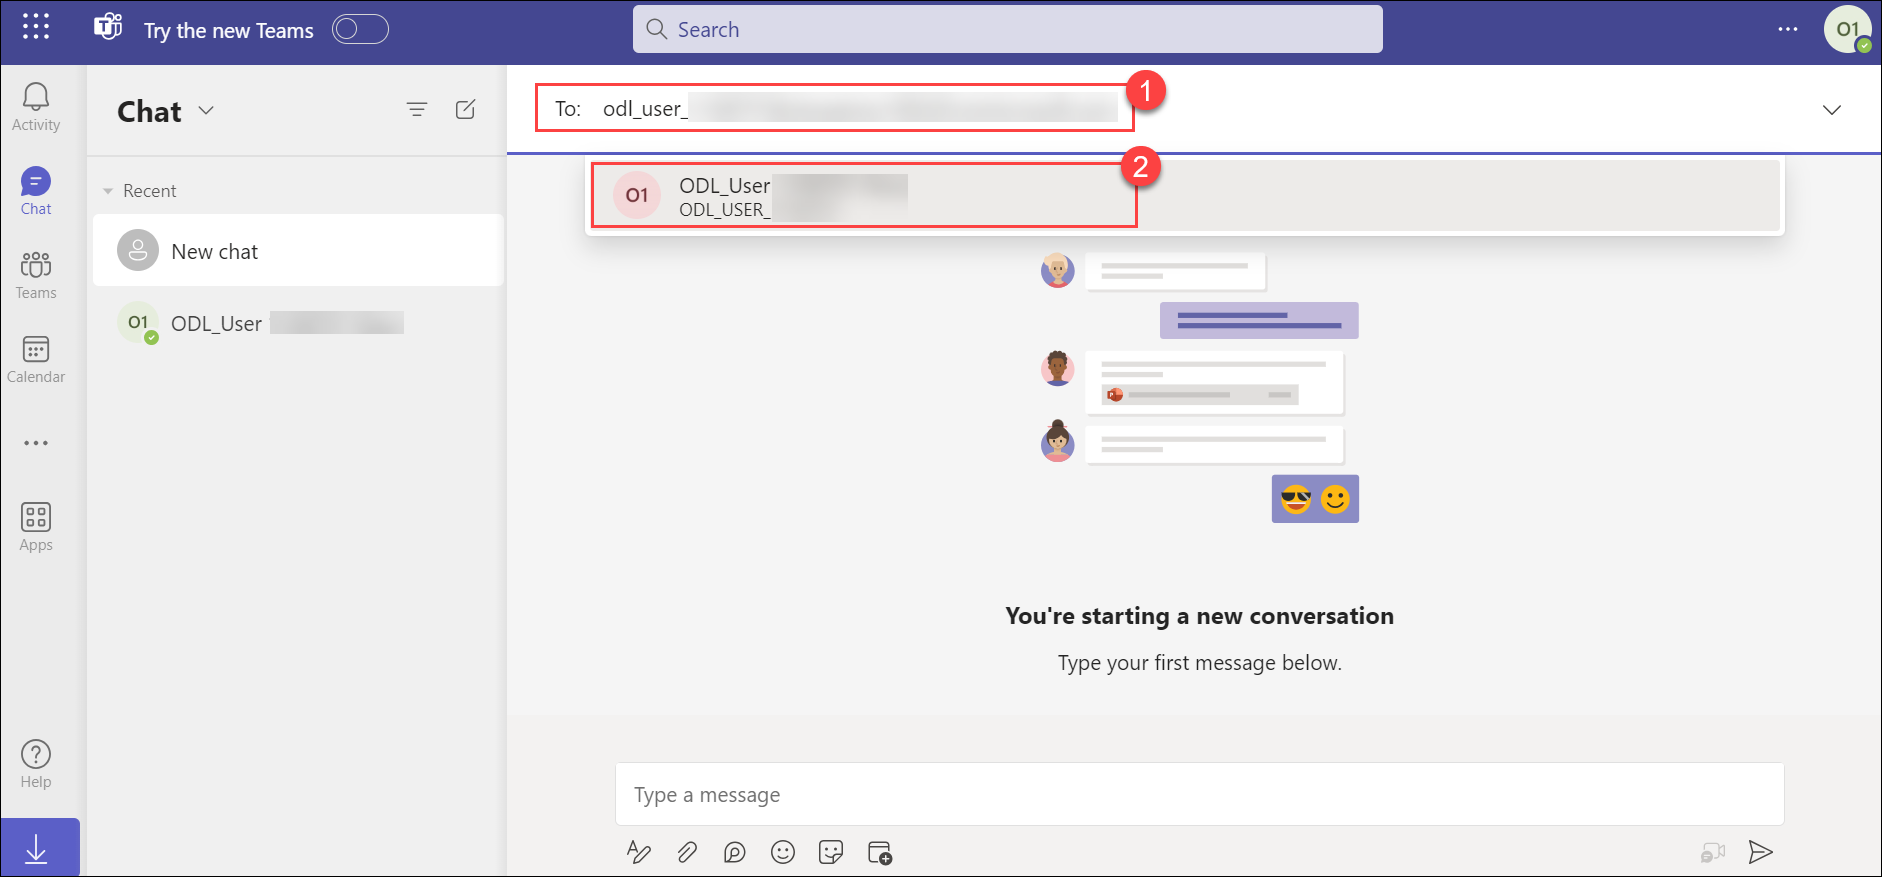 Try the new Teams
Search
O1
Activity
Chat
Teams
Calendar
Apps
Help
Chat
Recent
New chat
O1
ODL_User
To: odl_user_
1
O1
ODL_User
ODL_USER_
2
You're starting a new conversation
Type your first message below.
Type a message